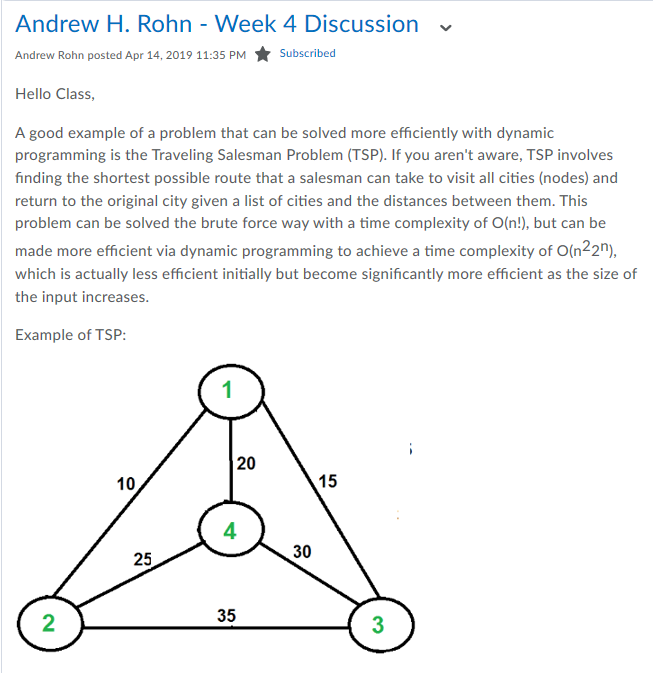 Andrew H. Rohn - Week 4 Discussion
Andrew Rohn posted Apr 14, 2019 11:35 PM ★ Subscribed
Hello Class,
A good example of a problem that can be solved more efficiently with dynamic
programming is the Traveling Salesman Problem (TSP). If you aren't aware, TSP involves
finding the shortest possible route that a salesman can take to visit all cities (nodes) and
return to the original city given a list of cities and the distances between them. This
problem can be solved the brute force way with a time complexity of O(n!), but can be
made more efficient via dynamic programming to achieve a time complexity of O(n²2ⁿ),
which is actually less efficient initially but become significantly more efficient as the size of
the input increases.
Example of TSP:
1
20
10
15
4
25
30
35
2
3